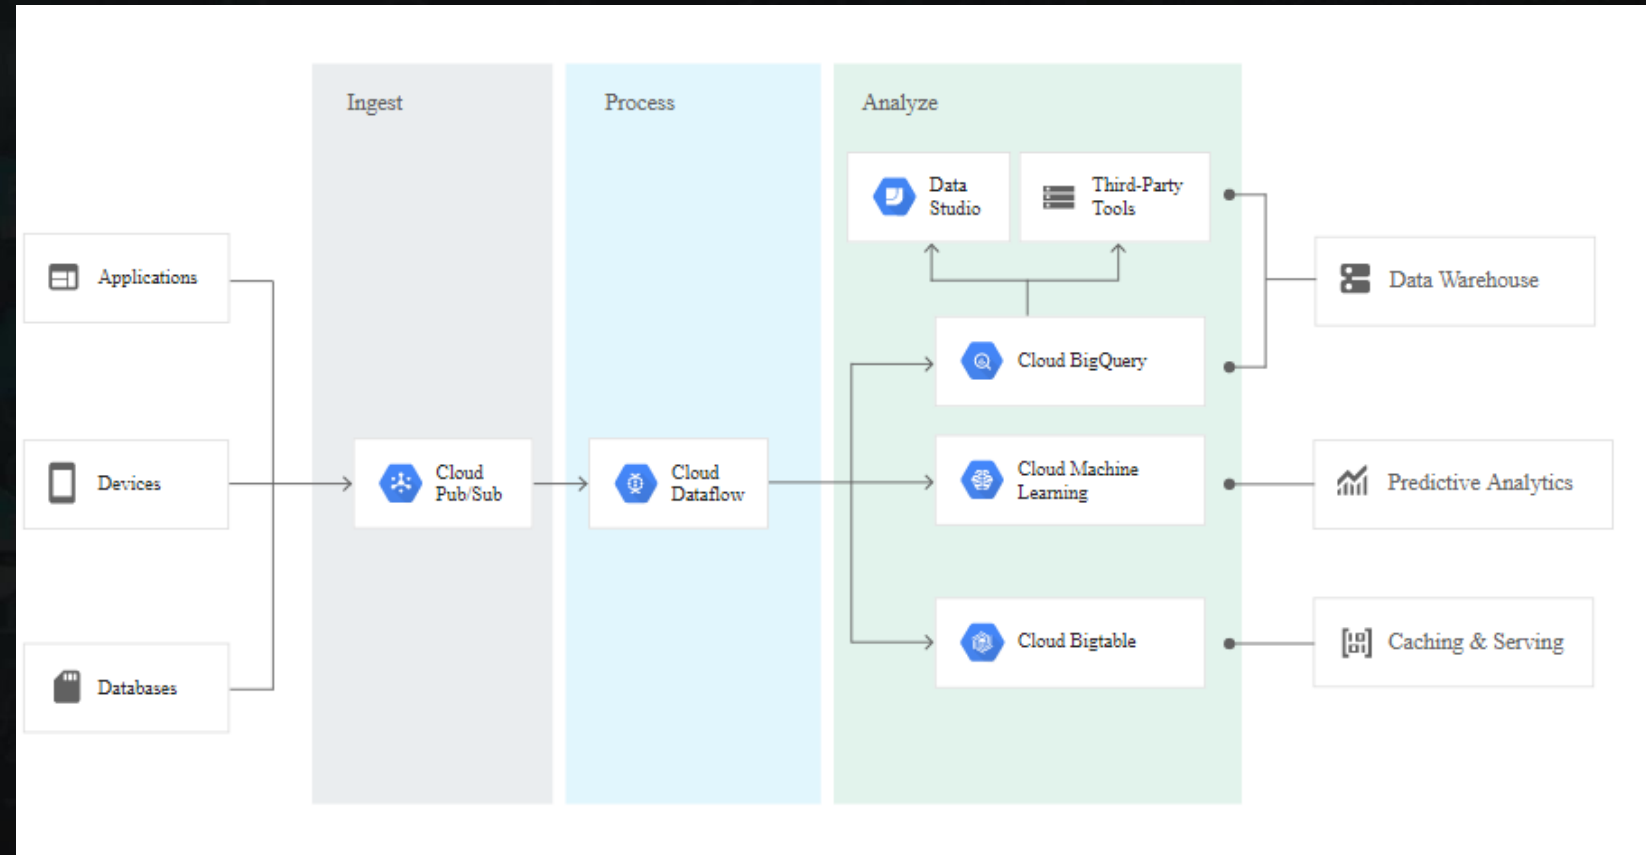 Ingest
Process
Analyze
Data
Studio
Third-Party
Tools
Applications
Data Warehouse
Cloud BigQuery
Devices
Cloud
Pub/Sub
Cloud
Dataflow
Cloud Machine
Learning
Predictive Analytics
Databases
Cloud Bigtable
Caching & Serving